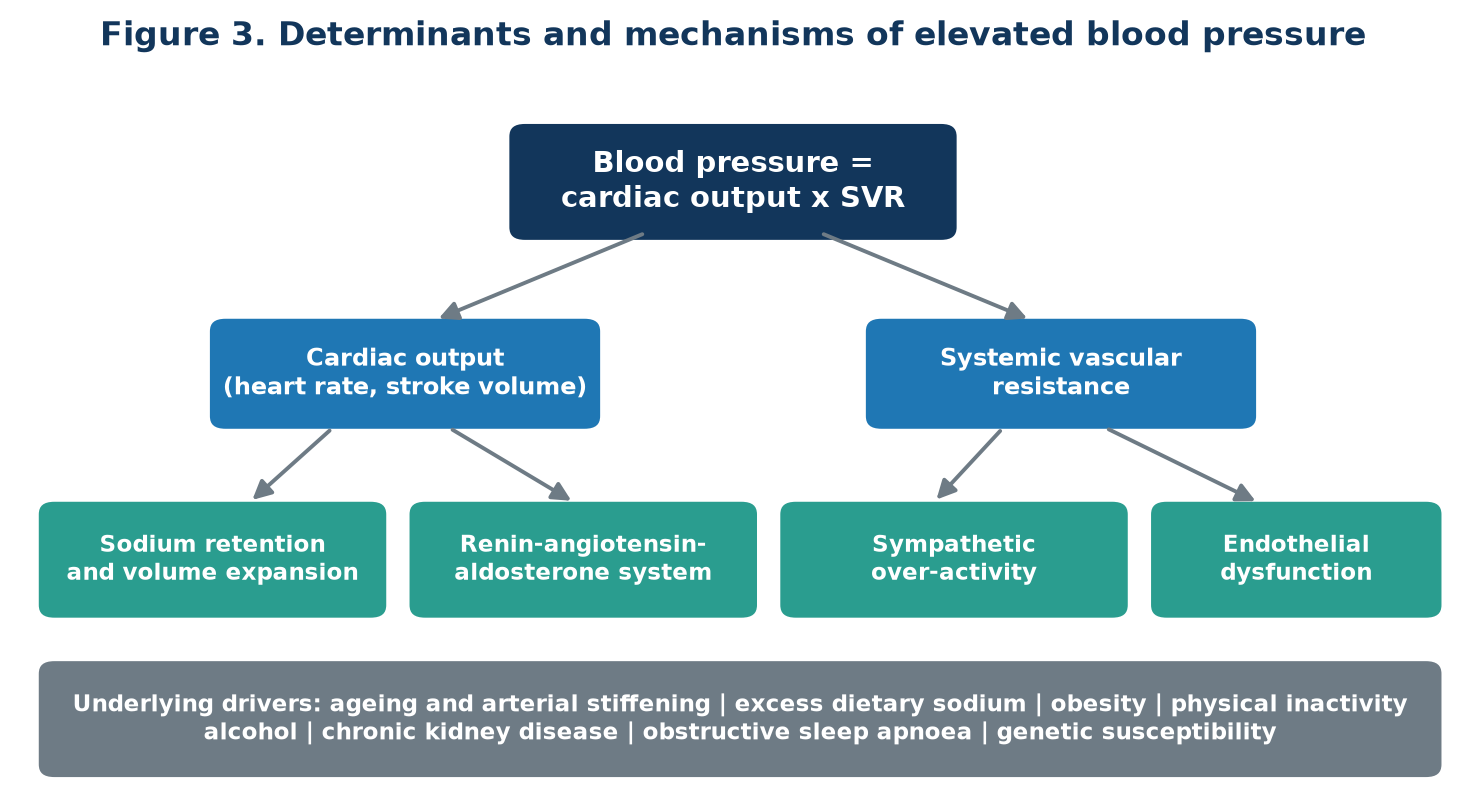 Figure 3. Determinants and mechanisms of elevated blood pressure
Blood pressure =
cardiac output x SVR
Cardiac output
(heart rate, stroke volume)
Systemic vascular
resistance
Sodium retention
and volume expansion
Renin-angiotensin-
aldosterone system
Sympathetic
over-activity
Endothelial
dysfunction
Underlying drivers: ageing and arterial stiffening | excess dietary sodium | obesity | physical inactivity
alcohol | chronic kidney disease | obstructive sleep apnoea | genetic susceptibility